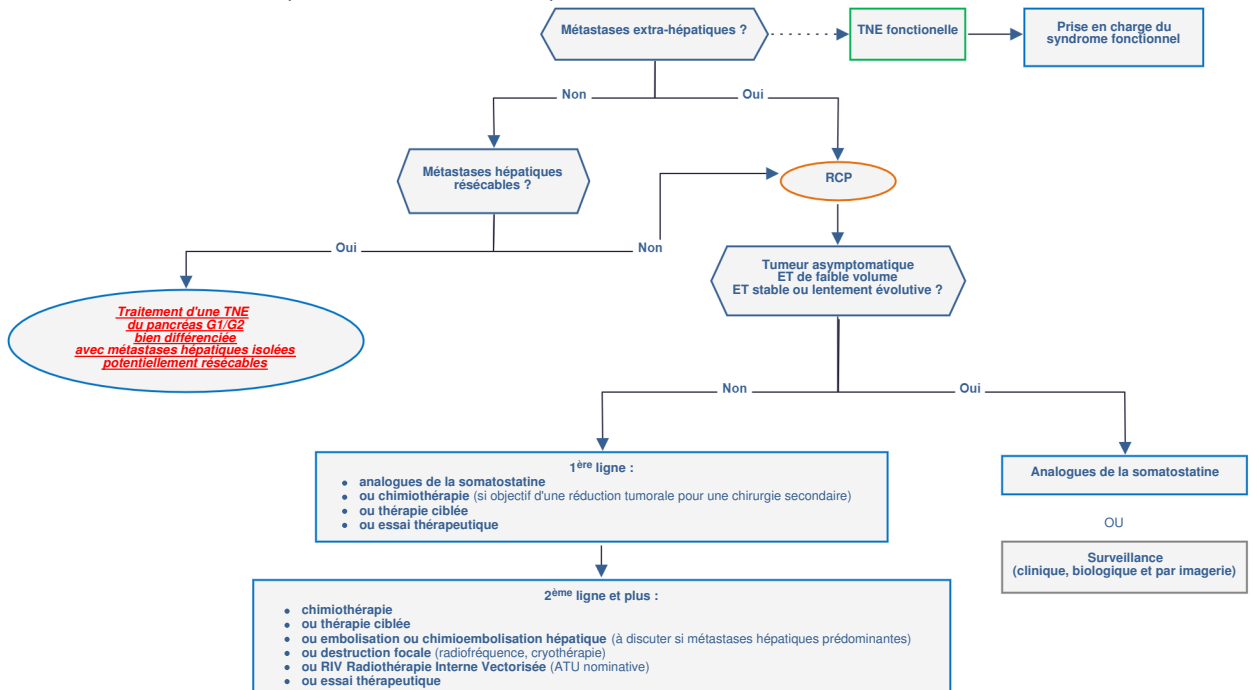 Métastases extra-hépatiques ?
TNE fonctionelle
Prise en charge du
syndrome fonctionnel
Non
Oui
Métastases hépatiques
résécables ?
RCP
Oui
Non
Tumeur asymptomatique
ET de faible volume
ET stable ou lentement évolutive ?
Traitement d'une TNE
du pancréas G1/G2
bien différenciée
avec métastases hépatiques isolées
potentiellement résécables
Non
Oui
1ère ligne :
• analogues de la somatostatine
• ou chimiothérapie (si objectif d'une réduction tumorale pour une chirurgie secondaire)
• ou thérapie ciblée
• ou essai thérapeutique
Analogues de la somatostatine
OU
Surveillance
(clinique, biologique et par imagerie)
2ème ligne et plus :
• chimiothérapie
• ou thérapie ciblée
• ou embolisation ou chimioembolisation hépatique (à discuter si métastases hépatiques prédominantes)
• ou destruction focale (radiofréquence, cryothérapie)
• ou RIV Radiothérapie Interne Vectorisée (ATU nominative)
• ou essai thérapeutique